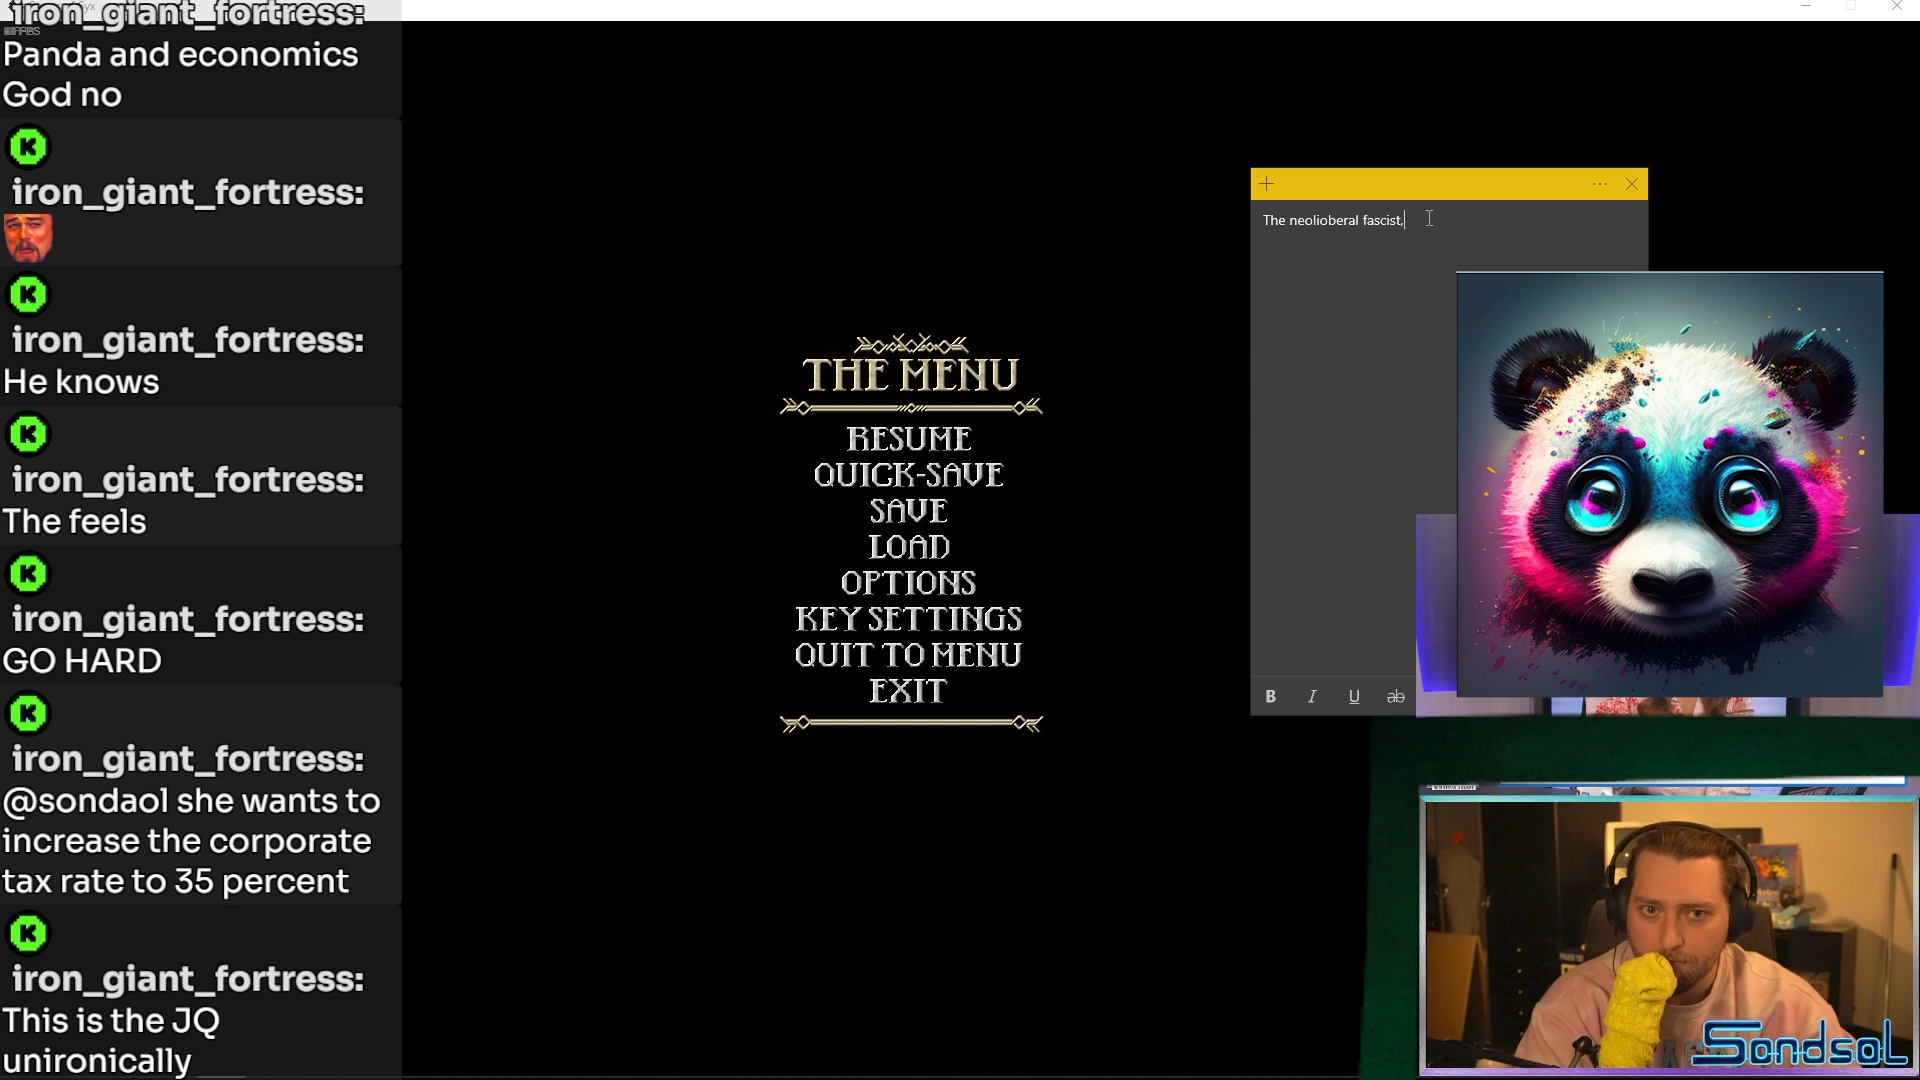 iron_giant_fortress:
Panda and economics
God no
iron_giant_fortress:
iron_giant_fortress:
He knows
iron_giant_fortress:
The feels
iron_giant_fortress:
GO HARD
iron_giant_fortress:
@sondaol she wants to
increase the corporate
tax rate to 35 percent
iron_giant_fortress:
This is the JQ
unironically
THE MENU
RESUME
QUICK-SAVE
SAVE
LOAD
OPTIONS
KEY SETTINGS
QUIT TO MENU
EXIT
The neolioberal fascist,
B I U ab
Sondsol